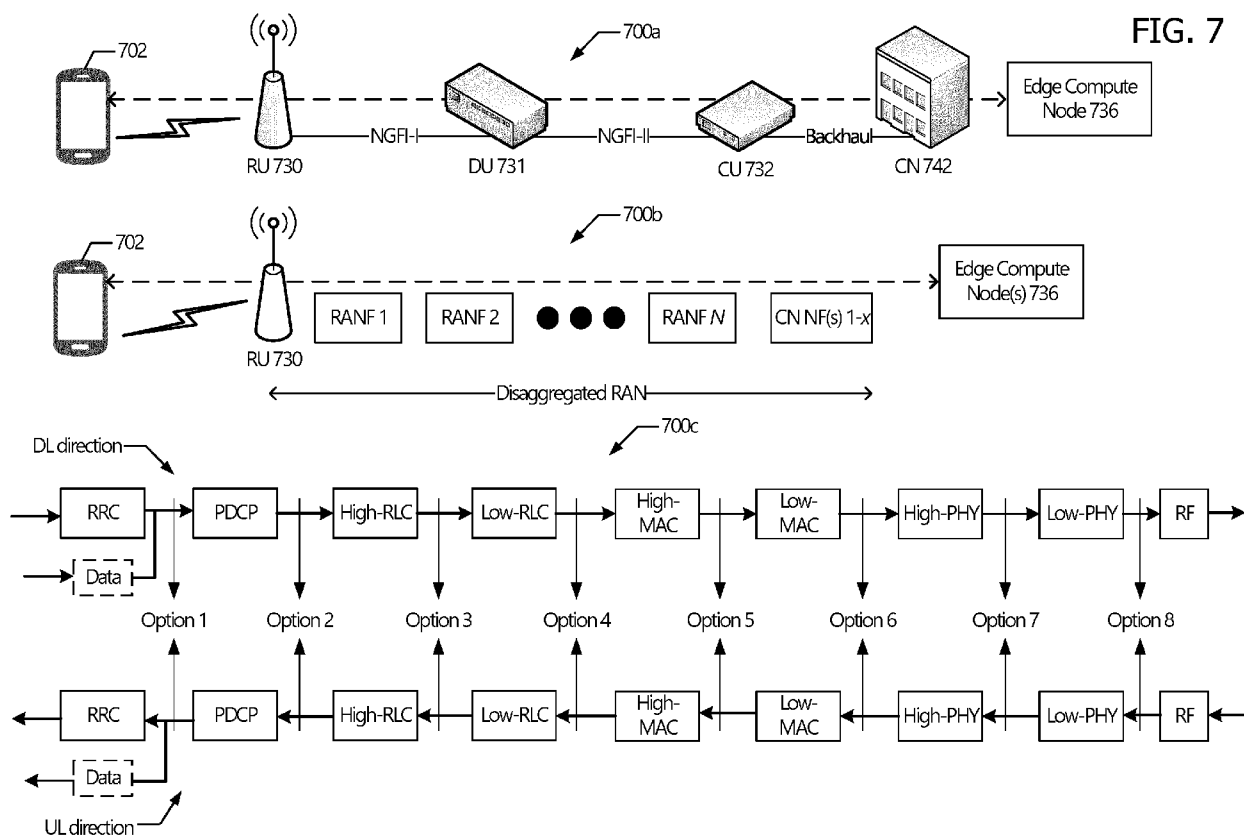 FIG. 7
702
700a
Edge Compute
Node 736
NGFI-I
NGFI-II
Backhaul
RU 730
DU 731
CU 732
CN 742
702
700b
Edge Compute
Node(s) 736
RANF 1
RANF 2
RANF N
CN NF(s) 1-x
RU 730
Disaggregated RAN
700c
DL direction
RRC
PDCP
High-RLC
Low-RLC
High-
MAC
Low-
MAC
High-PHY
Low-PHY
RF
Data
Option 1
Option 2
Option 3
Option 4
Option 5
Option 6
Option 7
Option 8
RRC
PDCP
High-RLC
Low-RLC
High-
MAC
Low-
MAC
High-PHY
Low-PHY
RF
Data
UL direction